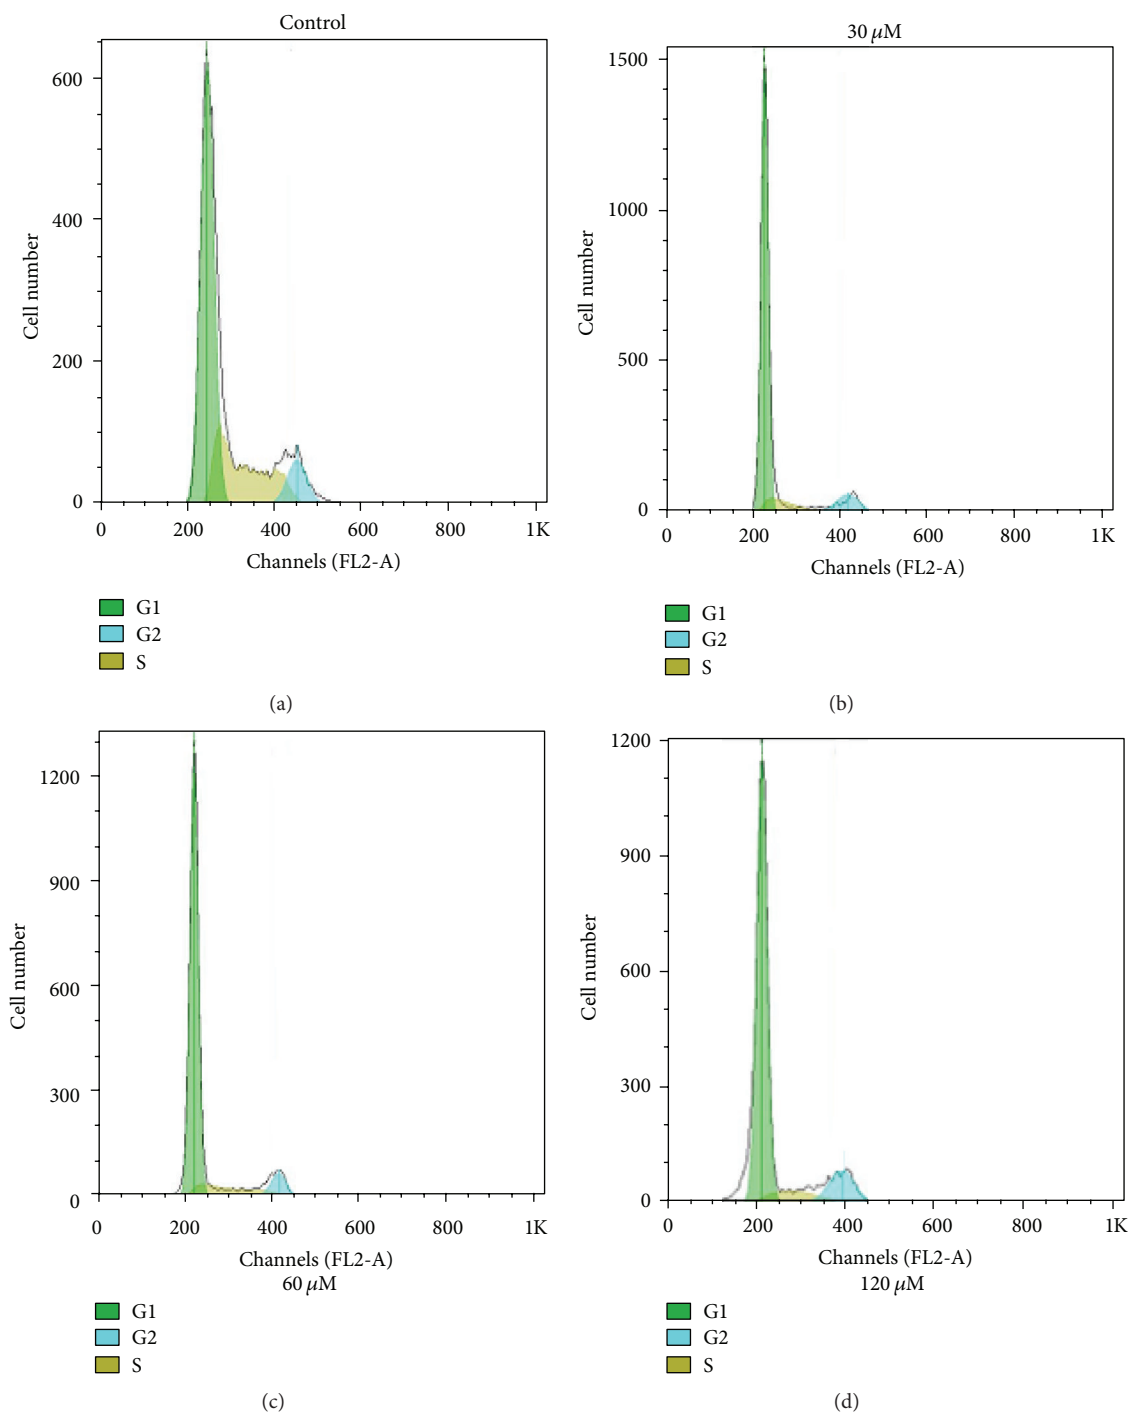 Control
600
400
200
0
Cell number
0 200 400 600 800 1K
Channels (FL2-A)
G1
G2
S
(a)
30 μM
1500
1000
500
0
Cell number
0 200 400 600 800 1K
Channels (FL2-A)
G1
G2
S
(b)
1200
900
600
300
0
Cell number
0 200 400 600 800 1K
Channels (FL2-A)
60 μM
G1
G2
S
(c)
1200
900
600
300
0
Cell number
0 200 400 600 800 1K
Channels (FL2-A)
120 μM
G1
G2
S
(d)